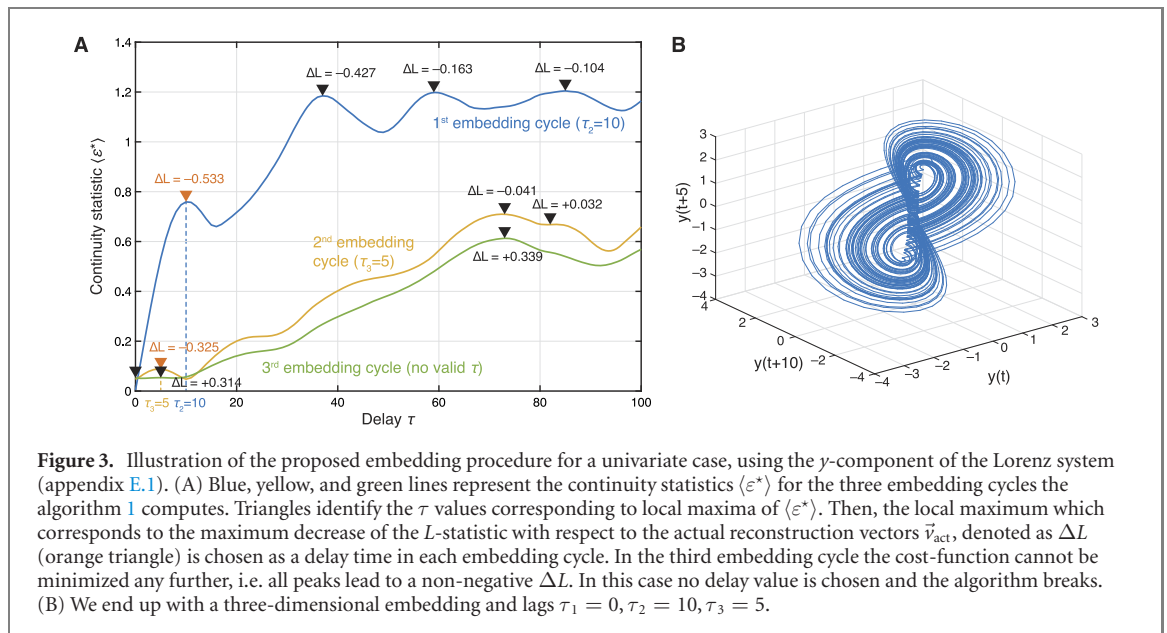 A
B
1.4
1.2
1
0.8
0.6
0.4
0.2
0
Continuity statistic ⟨ε*⟩
ΔL = −0.427
ΔL = −0.163
ΔL = −0.104
1st embedding cycle (τ2=10)
ΔL = −0.533
ΔL = −0.041
ΔL = +0.032
2nd embedding
cycle (τ3=5)
ΔL = +0.339
ΔL = −0.325
3rd embedding cycle (no valid τ)
ΔL = +0.314
0 20 40 60 80 100
τ3=5 τ2=10
Delay τ
3
2
1
0
−1
−2
−3
−4
y(t+5)
4
2
0
−2
−4
y(t+10)
−4
−3
−2
−1
0
1
2
3
y(t)
Figure 3. Illustration of the proposed embedding procedure for a univariate case, using the y-component of the Lorenz system
(appendix E.1). (A) Blue, yellow, and green lines represent the continuity statistics ⟨ε⋆⟩ for the three embedding cycles the
algorithm 1 computes. Triangles identify the τ values corresponding to local maxima of ⟨ε⋆⟩. Then, the local maximum which
corresponds to the maximum decrease of the L-statistic with respect to the actual reconstruction vectors v⃗act, denoted as ΔL
(orange triangle) is chosen as a delay time in each embedding cycle. In the third embedding cycle the cost-function cannot be
minimized any further, i.e. all peaks lead to a non-negative ΔL. In this case no delay value is chosen and the algorithm breaks.
(B) We end up with a three-dimensional embedding and lags τ1 = 0, τ2 = 10, τ3 = 5.